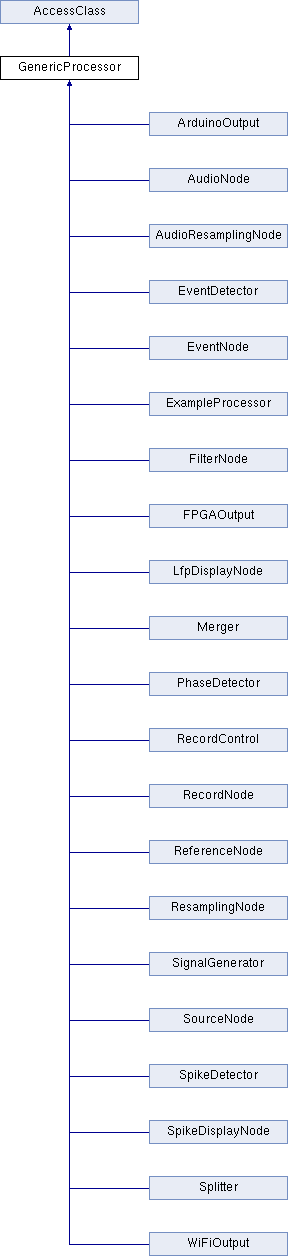 AccessClass
GenericProcessor
ArduinoOutput
AudioNode
AudioResamplingNode
EventDetector
EventNode
ExampleProcessor
FilterNode
FPGAOutput
LfpDisplayNode
Merger
PhaseDetector
RecordControl
RecordNode
ReferenceNode
ResamplingNode
SignalGenerator
SourceNode
SpikeDetector
SpikeDisplayNode
Splitter
WiFiOutput